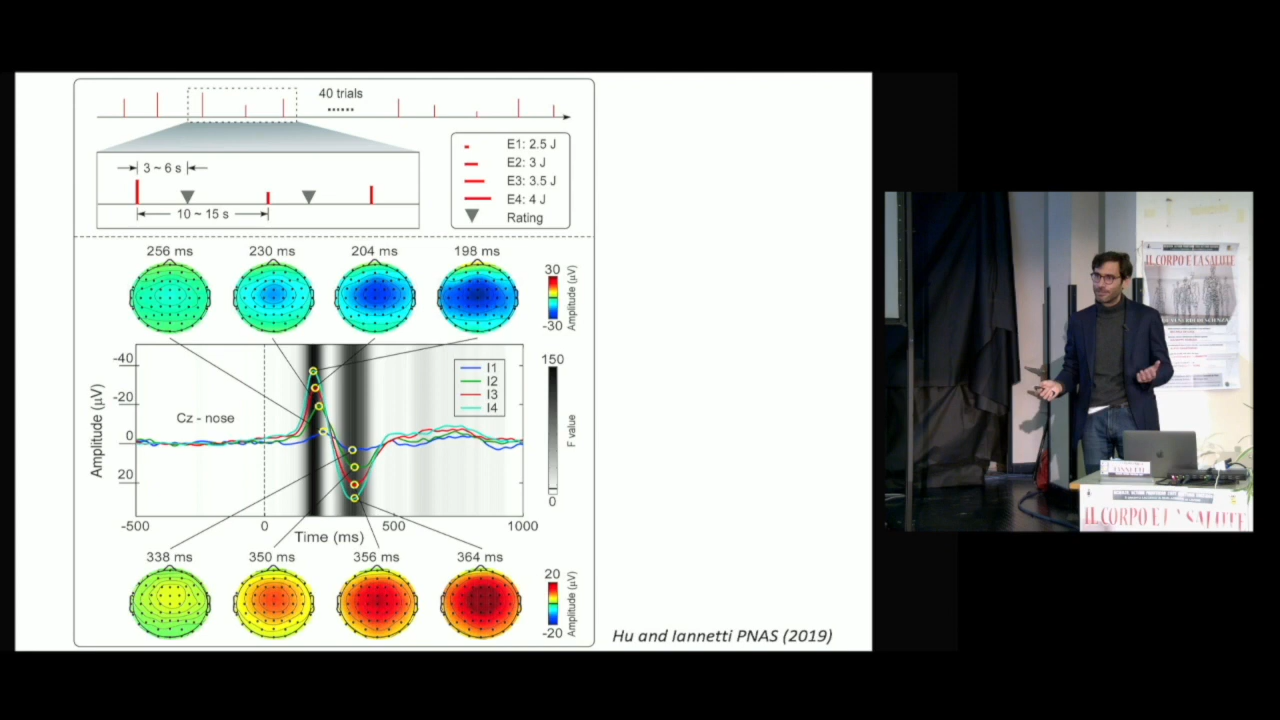 40 trials
......
3 ~ 6 s
10 ~ 15 s
E1: 2.5 J
E2: 3 J
E3: 3.5 J
E4: 4 J
Rating
256 ms
230 ms
204 ms
198 ms
30
-30
Amplitude (μV)
-40
-20
0
20
Amplitude (μV)
Cz - nose
I1
I2
I3
I4
150
0
F value
-500
0
500
1000
Time (ms)
338 ms
350 ms
356 ms
364 ms
20
-20
Amplitude (μV)
Hu and Iannetti PNAS (2019)
IL CORPO E LA SALUTE
IL CORPO E L SALUTE